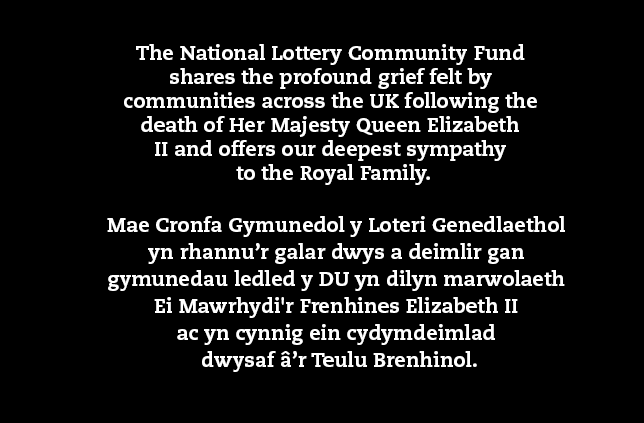 The National Lottery Community Fund
shares the profound grief felt by
communities across the UK following the
death of Her Majesty Queen Elizabeth
II and offers our deepest sympathy
to the Royal Family.
Mae Cronfa Gymunedol y Loteri Genedlaethol
yn rhannu’r galar dwys a deimlir gan
gymunedau ledled y DU yn dilyn marwolaeth
Ei Mawrhydi'r Frenhines Elizabeth II
ac yn cynnig ein cydymdeimlad
dwysaf â’r Teulu Brenhinol.